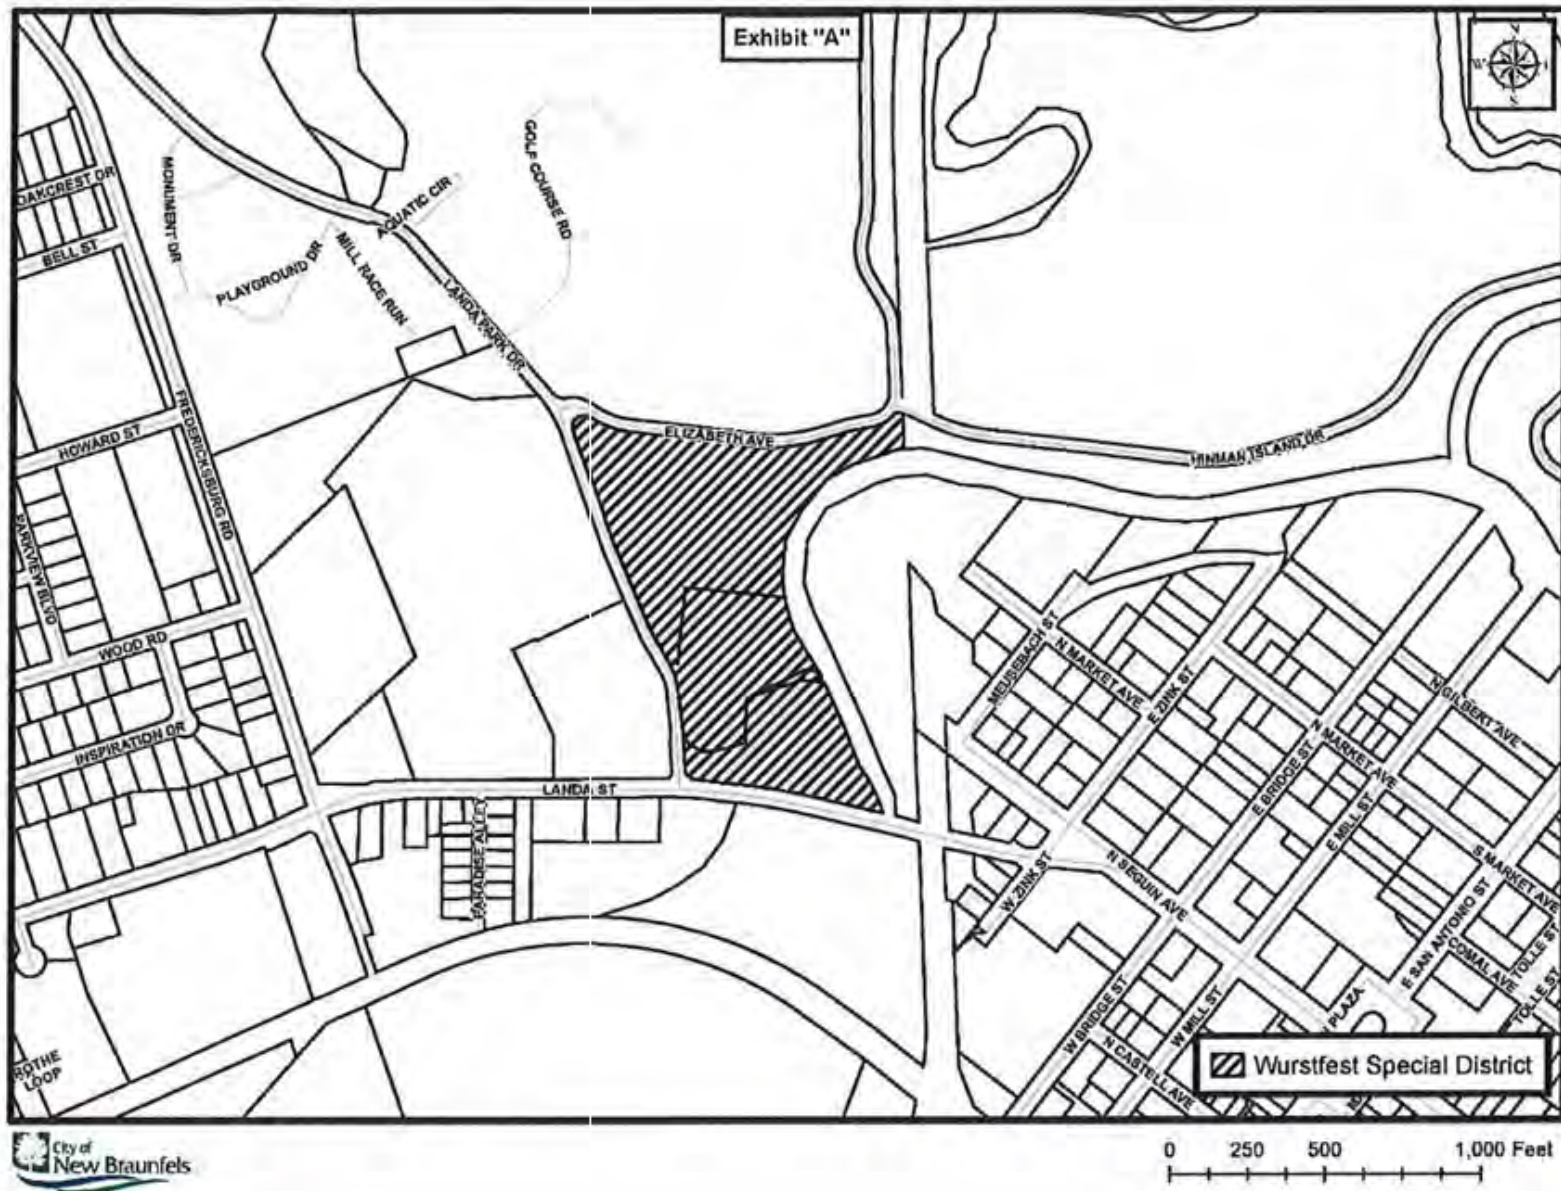 Exhibit "A"
N
W
OAKCREST DR
BELL ST
MONUMENT DR
PLAYGROUND DR
MILL RACE RUN
AQUATIC CIR
GOLF COURSE RD
LANDA PARK DR
ELIZABETH AVE
HINMAN ISLAND DR
HOWARD ST
FREDERICKSBURG RD
PARKVIEW BLVD
WOOD RD
INSPIRATION DR
LANDA ST
PARADISE ALLEY
MEUSEBACH ST
N MARKET AVE
E ZINK ST
N GILBERT AVE
N MARKET AVE
E BRIDGE ST
E MILL ST
W ZINK ST
N SEGUIN AVE
S MARKET AVE
E SAN ANTONIO ST
COMAL AVE
TOLLE ST
TOLLE ST
PLAZA
W BRIDGE ST
W MILL ST
N CASTELL AVE
ROTHE
LOOP
Wurstfest Special District
City of
New Braunfels
0 250 500 1,000 Feet